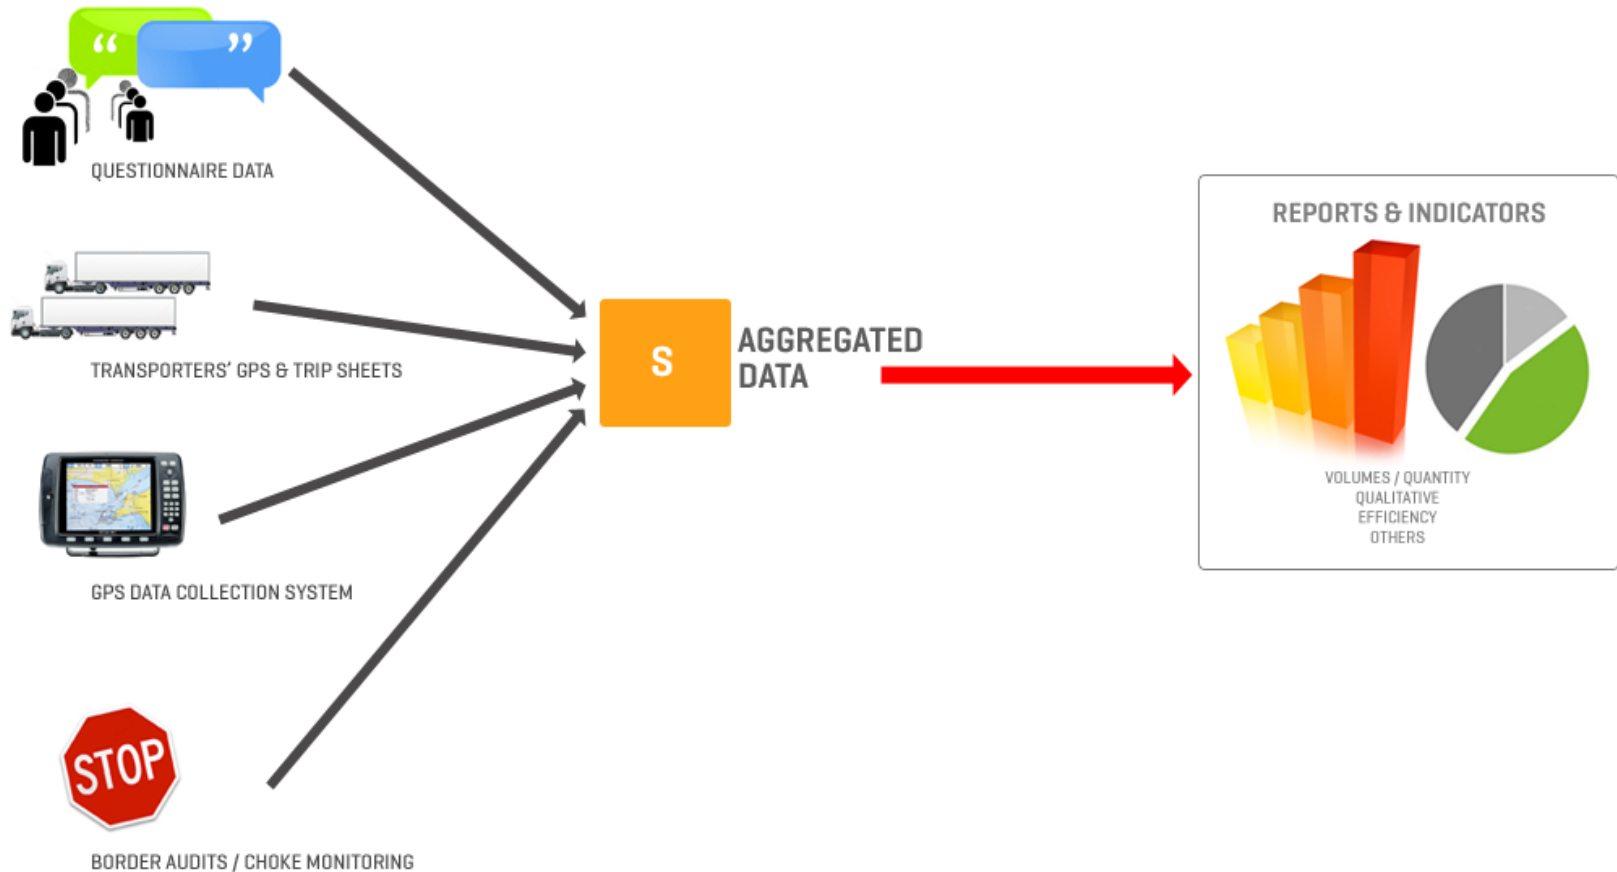 “ ”
QUESTIONNAIRE DATA
TRANSPORTERS’ GPS & TRIP SHEETS
GPS DATA COLLECTION SYSTEM
STOP
BORDER AUDITS / CHOKE MONITORING
S
AGGREGATED
DATA
REPORTS & INDICATORS
VOLUMES / QUANTITY
QUALITATIVE
EFFICIENCY
OTHERS